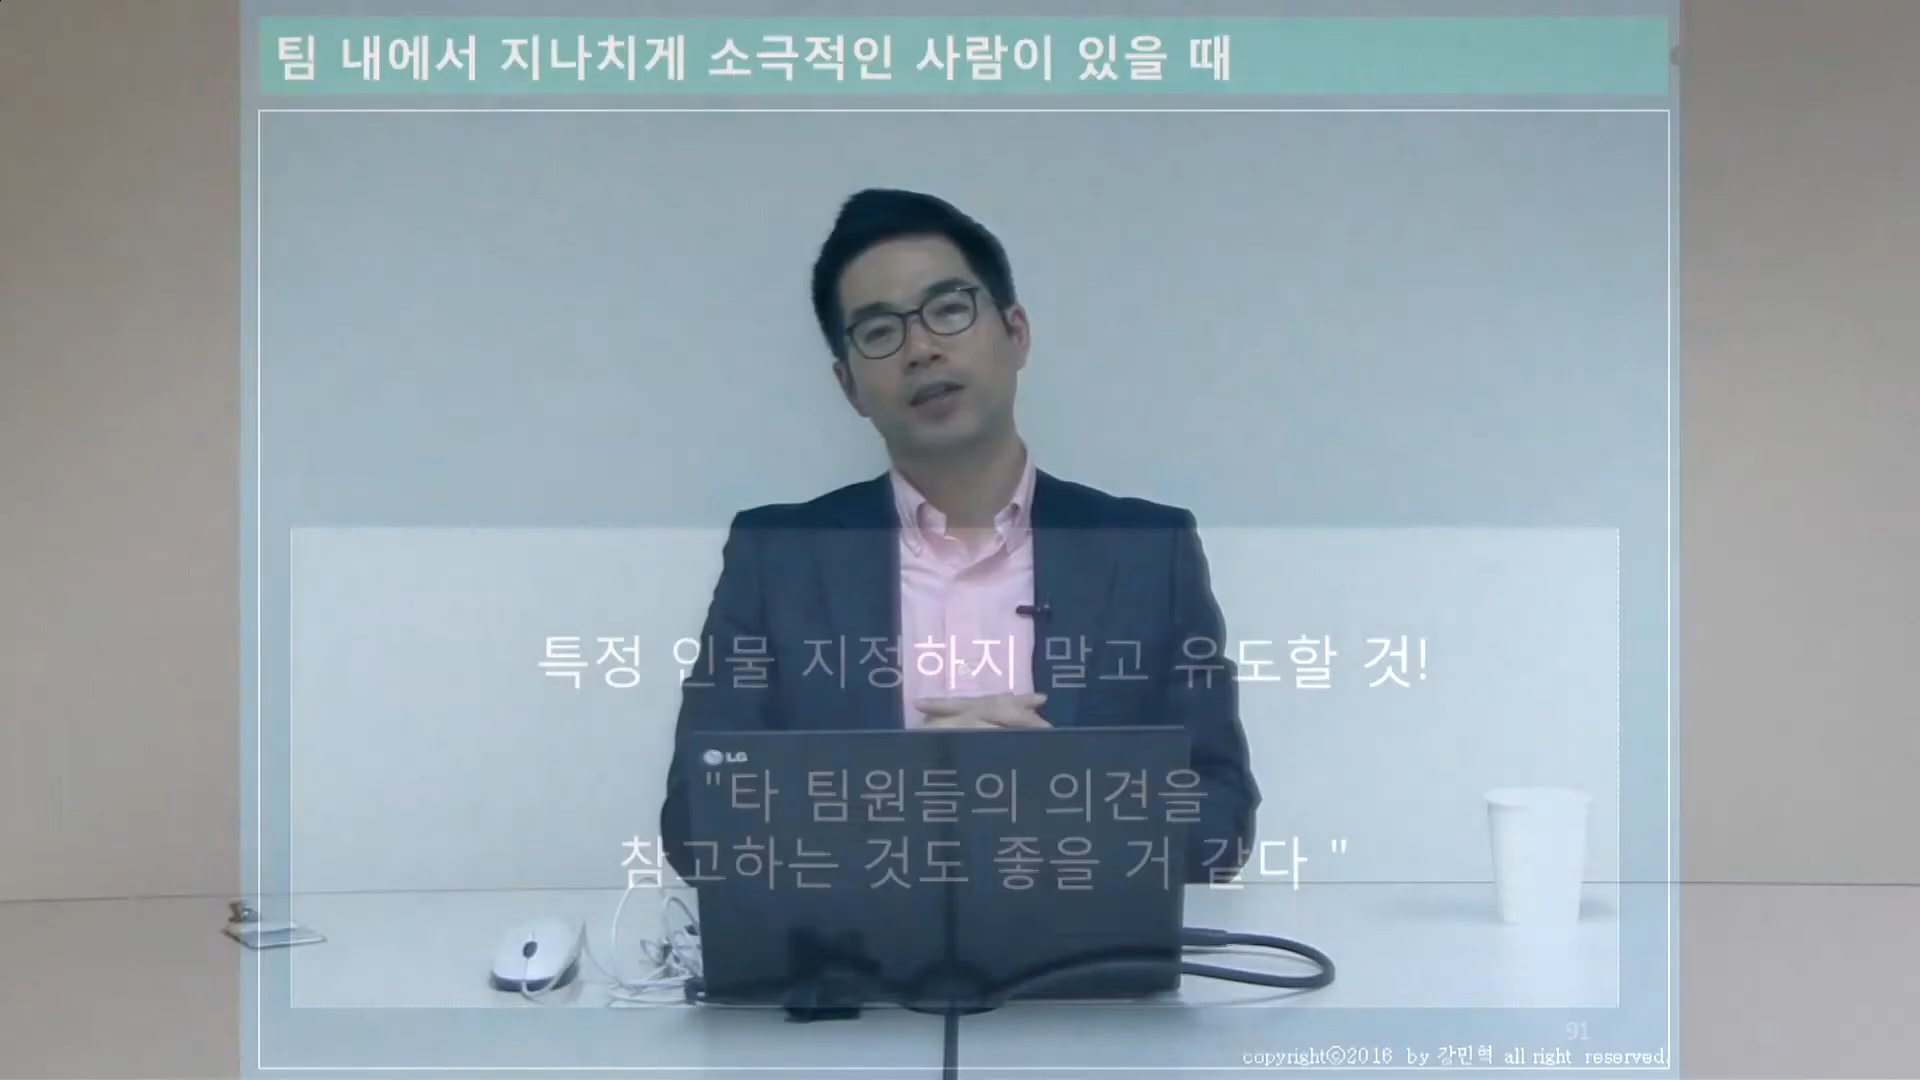 팀 내에서 지나치게 소극적인 사람이 있을 때
특정 인물 지정하지 말고 유도할 것!
LG
"타 팀원들의 의견을
참고하는 것도 좋을 거 같다 "
91
copyrightⓒ2016 by 강민혁 all right reserved.